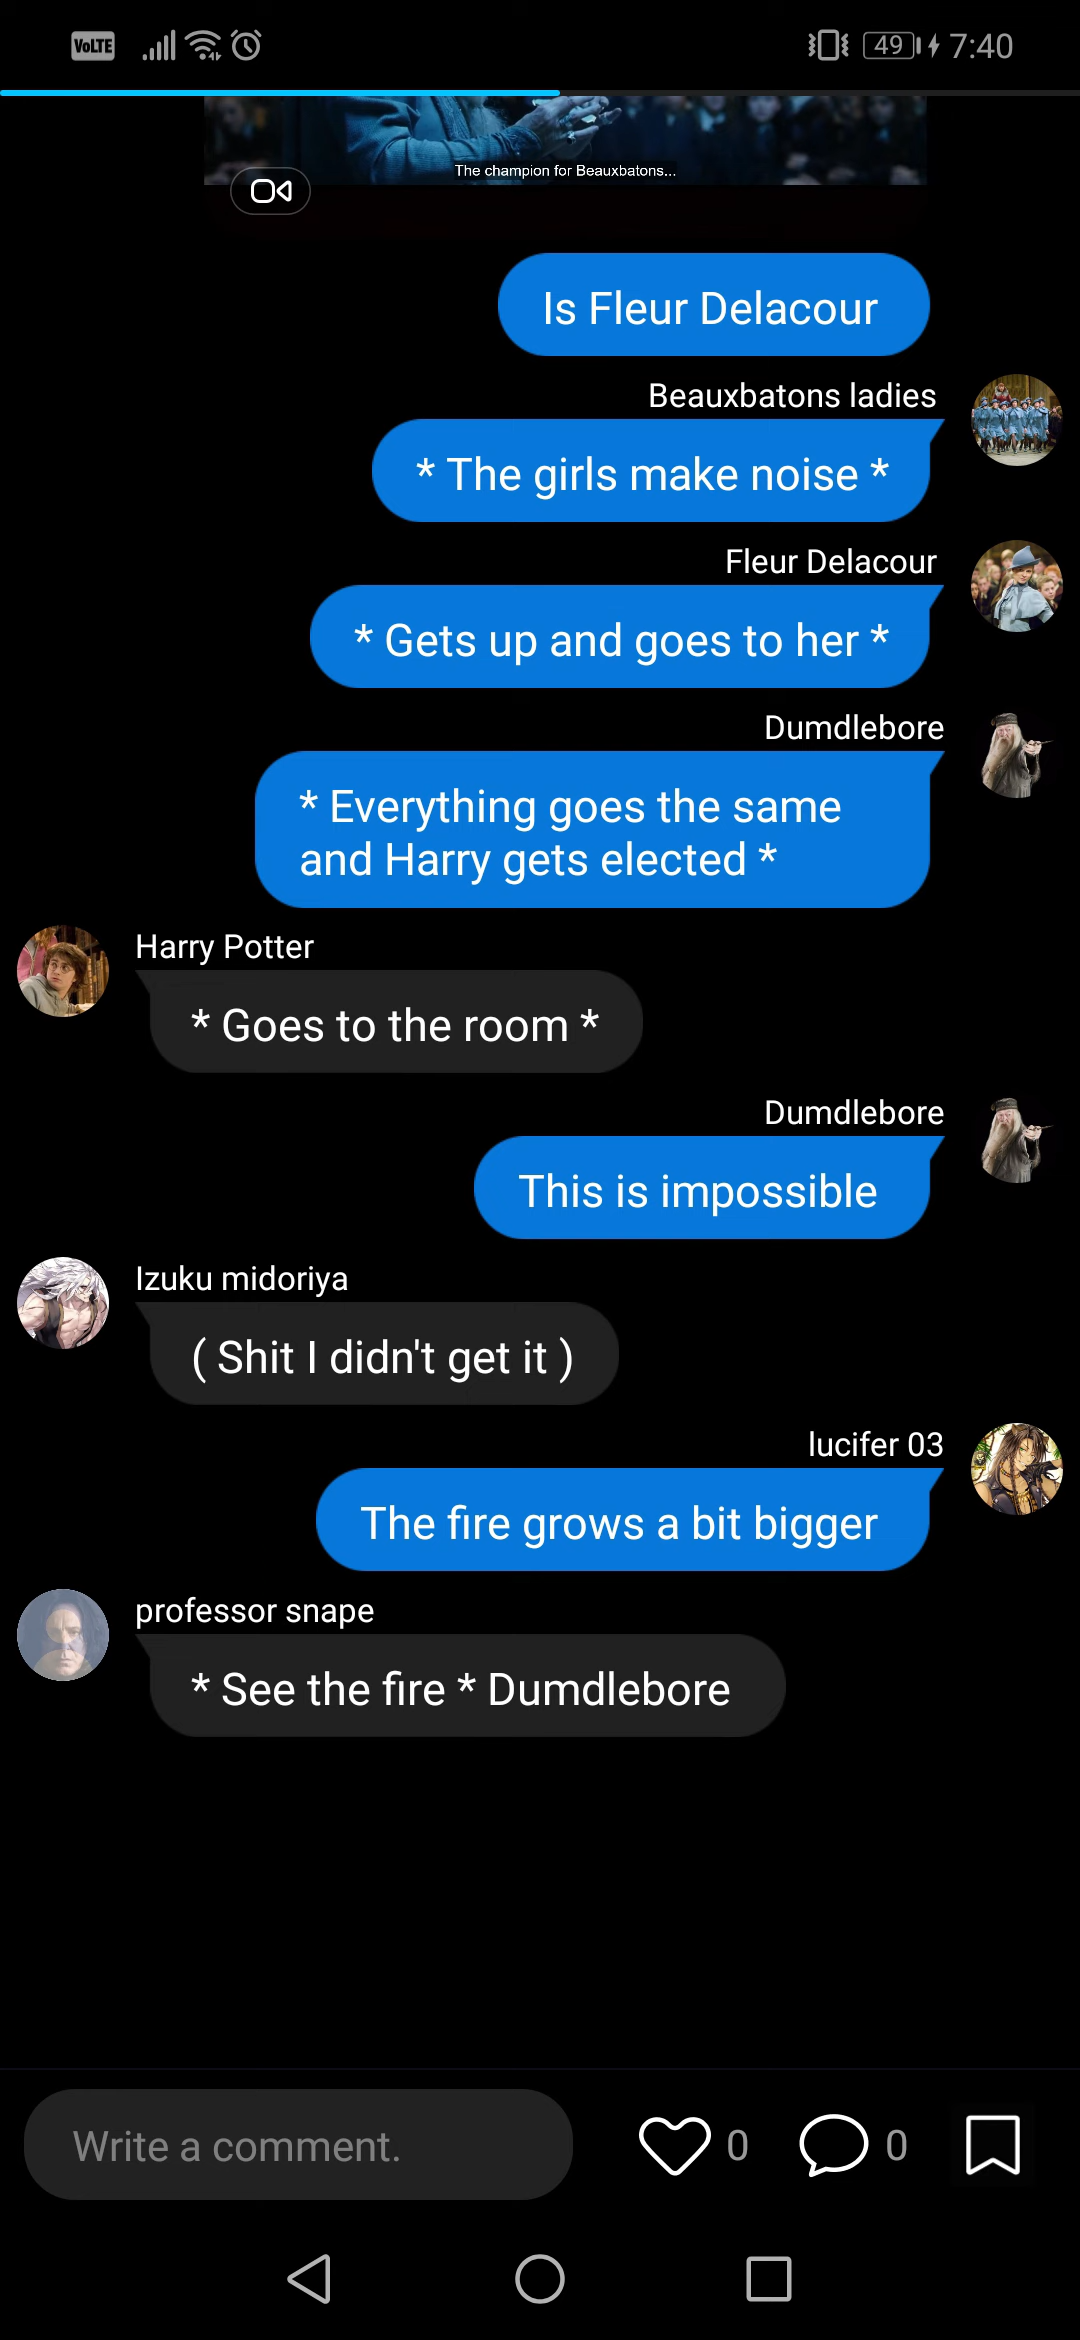 VoLTE
49
7:40
The champion for Beauxbatons...
Is Fleur Delacour
Beauxbatons ladies
* The girls make noise *
Fleur Delacour
* Gets up and goes to her *
Dumdlebore
* Everything goes the same
and Harry gets elected *
Harry Potter
* Goes to the room *
Dumdlebore
This is impossible
Izuku midoriya
( Shit I didn't get it )
lucifer 03
The fire grows a bit bigger
professor snape
* See the fire * Dumdlebore
Write a comment.
0
0